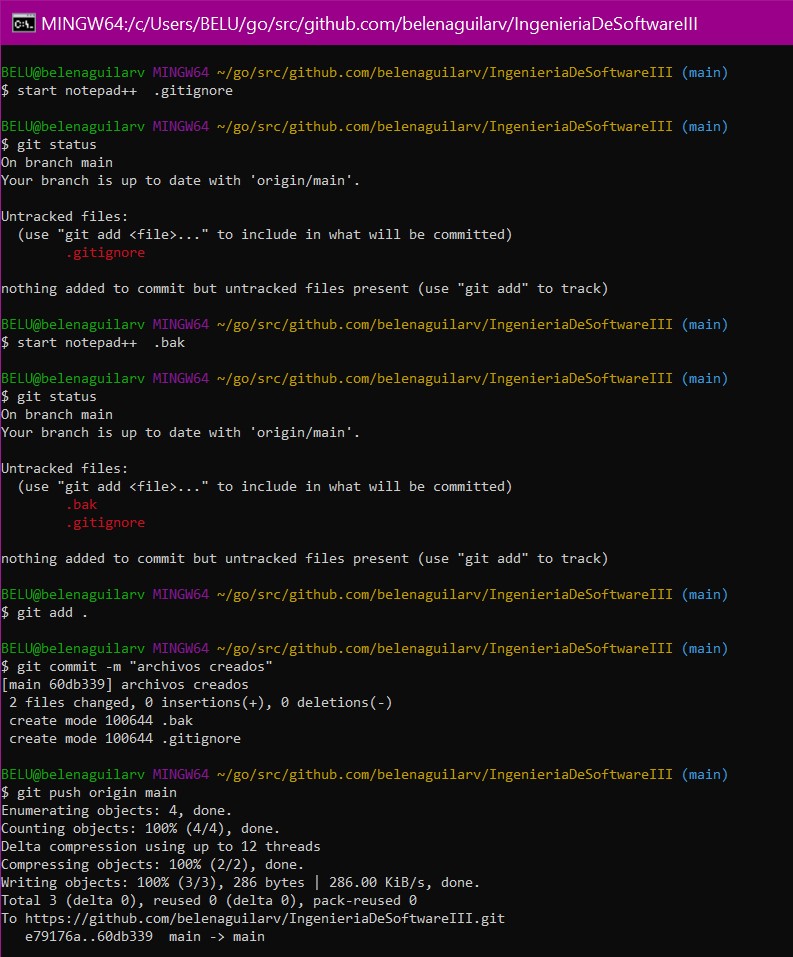 MINGW64:/c/Users/BELU/go/src/github.com/belenaguilarv/IngenieriaDeSoftwareIII
BELU@belenaguilarv MINGW64 ~/go/src/github.com/belenaguilarv/IngenieriaDeSoftwareIII (main)
$ start notepad++  .gitignore
BELU@belenaguilarv MINGW64 ~/go/src/github.com/belenaguilarv/IngenieriaDeSoftwareIII (main)
$ git status
On branch main
Your branch is up to date with 'origin/main'.
Untracked files:
  (use "git add <file>..." to include in what will be committed)
        .gitignore
nothing added to commit but untracked files present (use "git add" to track)
BELU@belenaguilarv MINGW64 ~/go/src/github.com/belenaguilarv/IngenieriaDeSoftwareIII (main)
$ start notepad++  .bak
BELU@belenaguilarv MINGW64 ~/go/src/github.com/belenaguilarv/IngenieriaDeSoftwareIII (main)
$ git status
On branch main
Your branch is up to date with 'origin/main'.
Untracked files:
  (use "git add <file>..." to include in what will be committed)
        .bak
        .gitignore
nothing added to commit but untracked files present (use "git add" to track)
BELU@belenaguilarv MINGW64 ~/go/src/github.com/belenaguilarv/IngenieriaDeSoftwareIII (main)
$ git add .
BELU@belenaguilarv MINGW64 ~/go/src/github.com/belenaguilarv/IngenieriaDeSoftwareIII (main)
$ git commit -m "archivos creados"
[main 60db339] archivos creados
 2 files changed, 0 insertions(+), 0 deletions(-)
 create mode 100644 .bak
 create mode 100644 .gitignore
BELU@belenaguilarv MINGW64 ~/go/src/github.com/belenaguilarv/IngenieriaDeSoftwareIII (main)
$ git push origin main
Enumerating objects: 4, done.
Counting objects: 100% (4/4), done.
Delta compression using up to 12 threads
Compressing objects: 100% (2/2), done.
Writing objects: 100% (3/3), 286 bytes | 286.00 KiB/s, done.
Total 3 (delta 0), reused 0 (delta 0), pack-reused 0
To https://github.com/belenaguilarv/IngenieriaDeSoftwareIII.git
   e79176a..60db339  main -> main